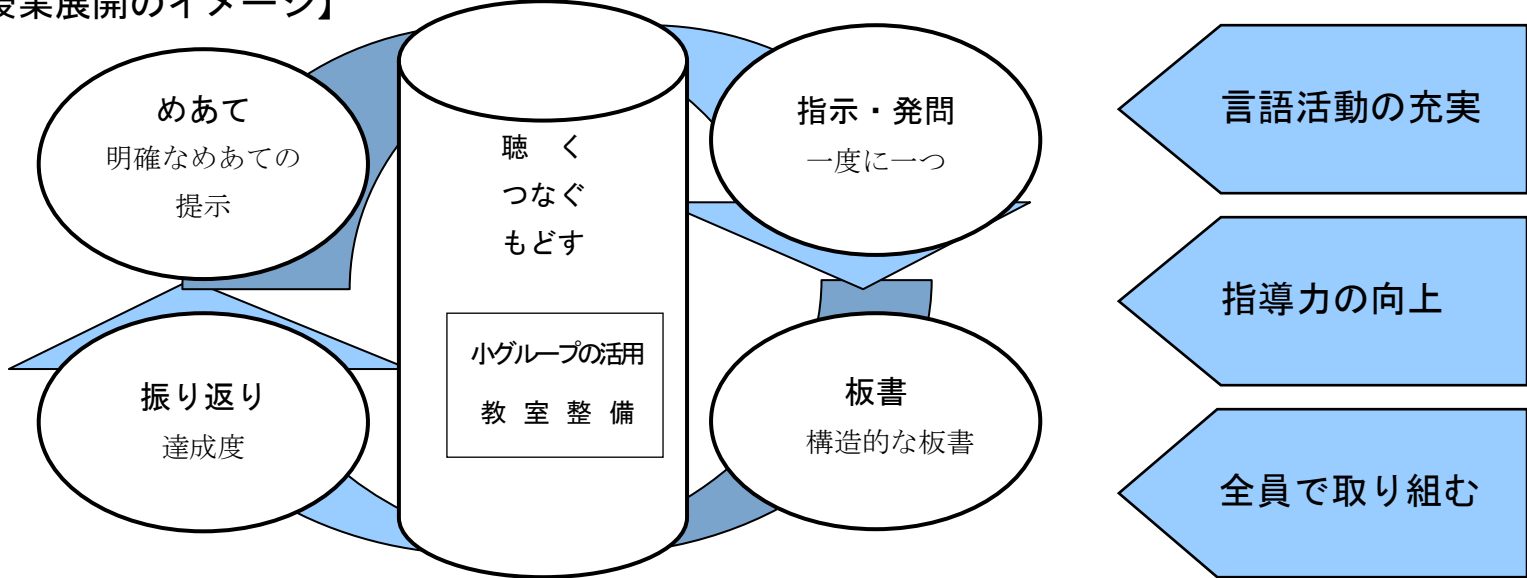 授業展開のイメージ】
めあて
明確なめあての
提示
聴　く
つなぐ
もどす
指示・発問
一度に一つ
言語活動の充実
指導力の向上
小グループの活用
教 室 整 備
振り返り
達成度
板書
構造的な板書
全員で取り組む